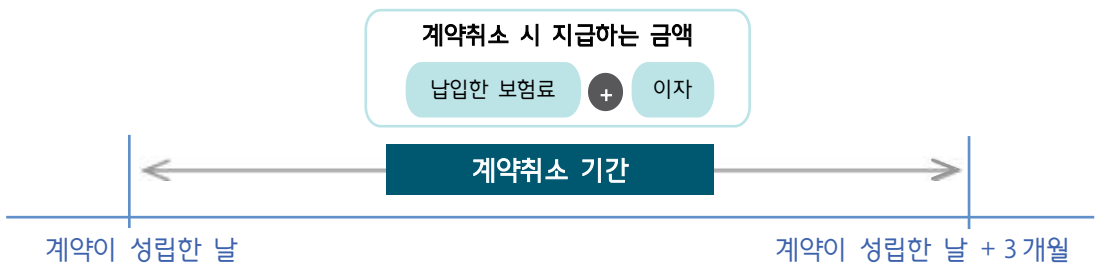 계약취소 시 지급하는 금액
납입한 보험료 + 이자
계약취소 기간
계약이 성립한 날
계약이 성립한 날 + 3개월